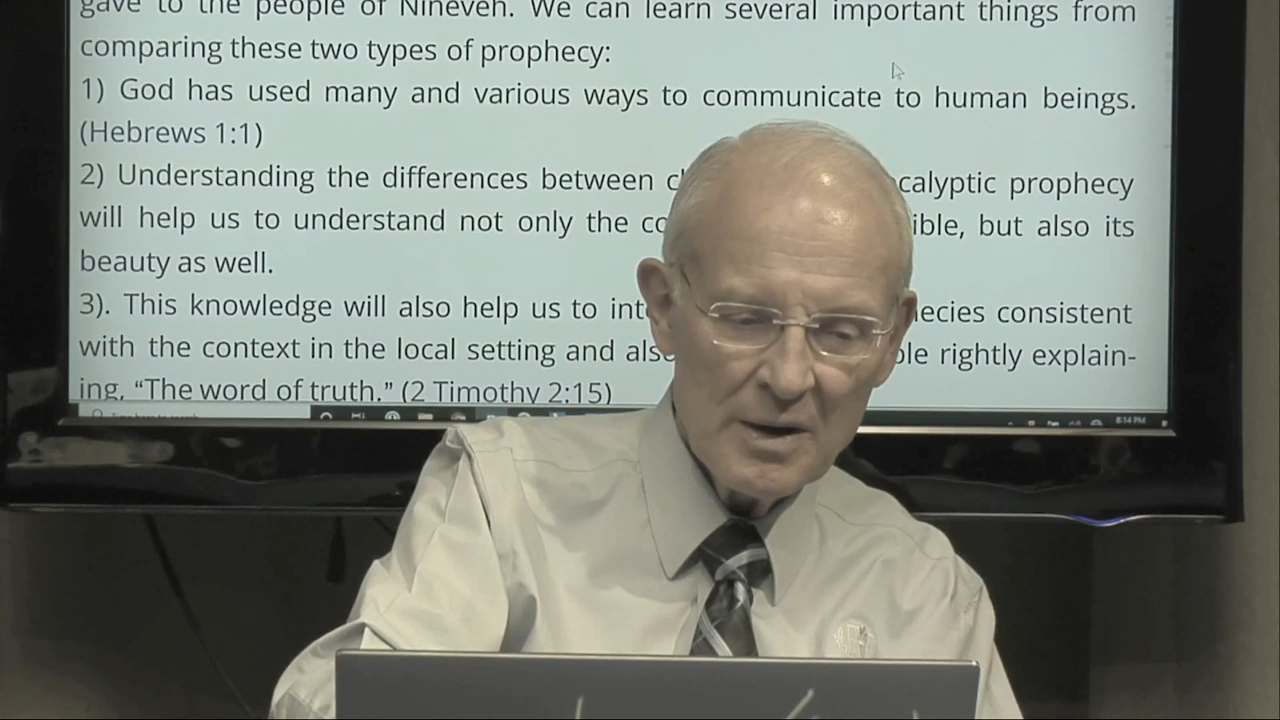 gave to the people of Nineveh. We can learn several important things from
comparing these two types of prophecy:
1) God has used many and various ways to communicate to human beings.
(Hebrews 1:1)
2) Understanding the differences between calyptic prophecy
will help us to understand not only the ible, but also its
beauty as well.
3). This knowledge will also help us to ecies consistent
with the context in the local setting and rightly explain-
ing, “The word of truth.” (2 Timothy 2:15)
8:14 PM